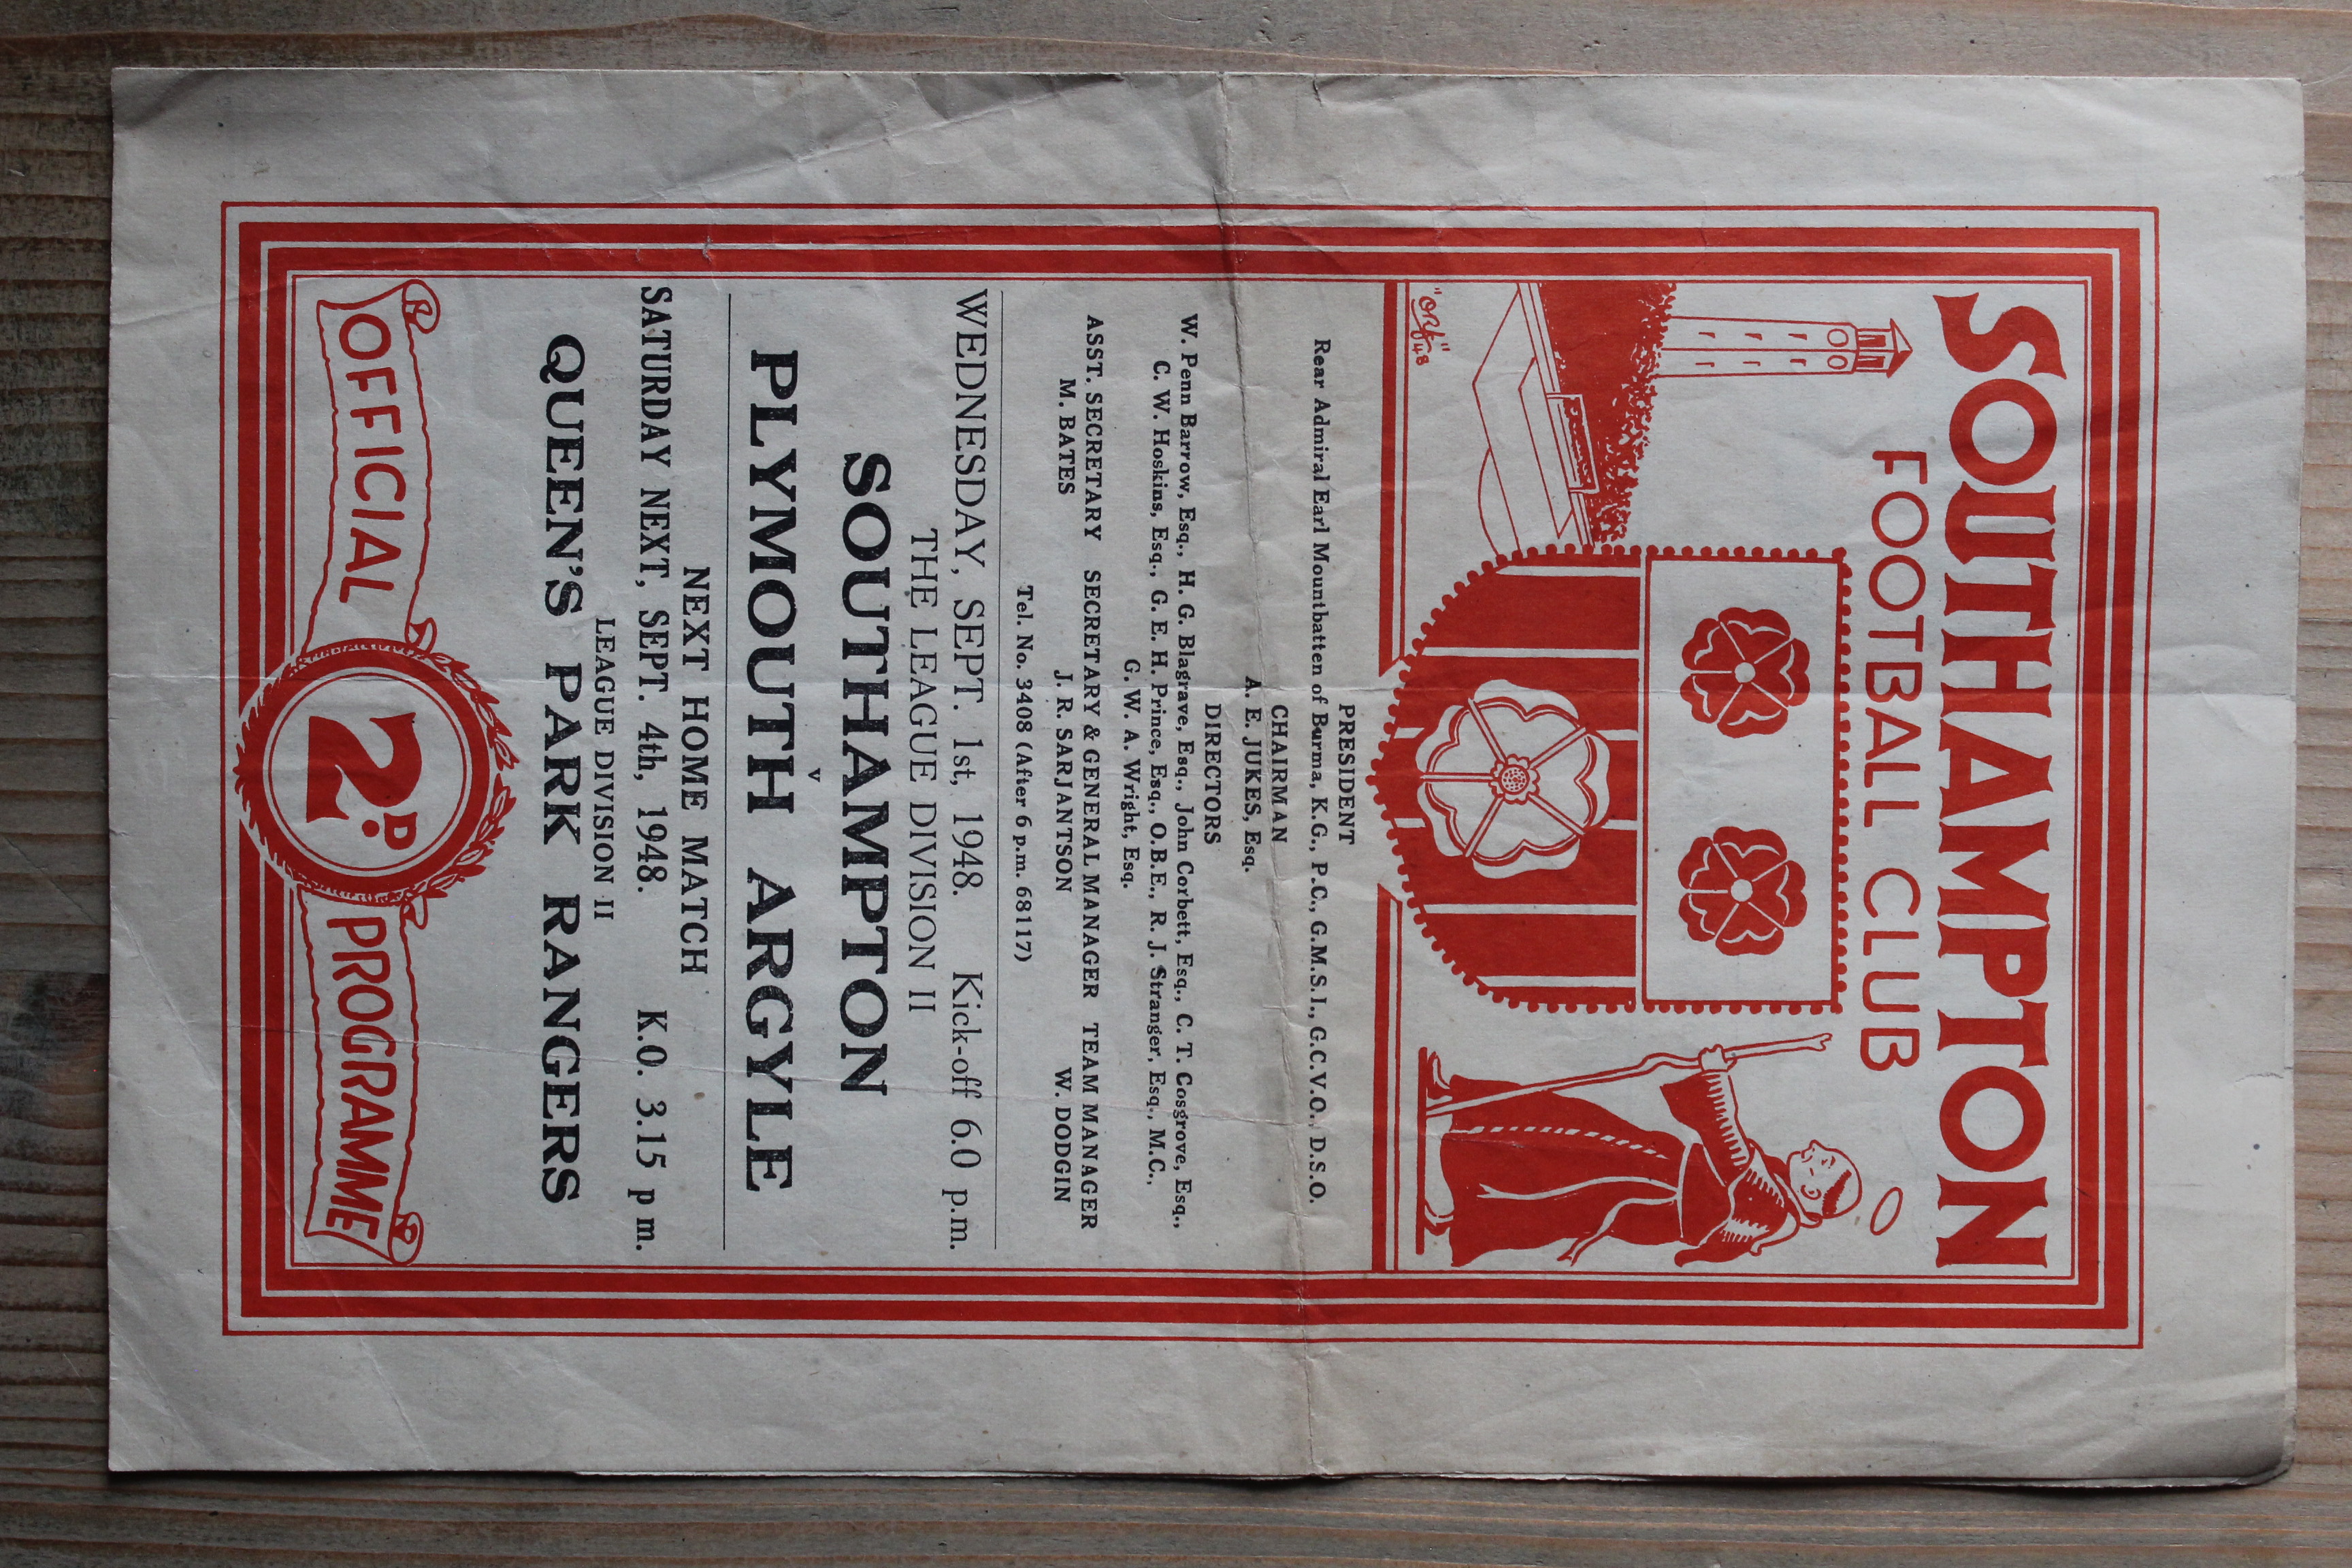 SOUTHAMPTON
FOOTBALL CLUB
"ORF"
48
PRESIDENT
Rear Admiral Earl Mountbatten of Burma, K.G., P.C., G.M.S.I., G.C.V.O., D.S.O.
CHAIRMAN
A. E. JUKES, Esq.
DIRECTORS
W. Penn Barrow, Esq., H. G. Blagrave, Esq., John Corbett, Esq., C. T. Cosgrove, Esq.,
C. W. Hoskins, Esq., G. E. H. Prince, Esq., O.B.E., R. J. Stranger, Esq., M.C.,
G. W. A. Wright, Esq.
ASST. SECRETARY SECRETARY & GENERAL MANAGER TEAM MANAGER
M. BATES J. R. SARJANTSON W. DODGIN
Tel. No. 3408 (After 6 p.m. 68117)
WEDNESDAY, SEPT. 1st, 1948. Kick-off 6.0 p.m.
THE LEAGUE DIVISION II
SOUTHAMPTON
v
PLYMOUTH ARGYLE
NEXT HOME MATCH
SATURDAY NEXT, SEPT. 4th, 1948. K.O. 3.15 p m.
LEAGUE DIVISION II
QUEEN'S PARK RANGERS
OFFICIAL 2D. PROGRAMME